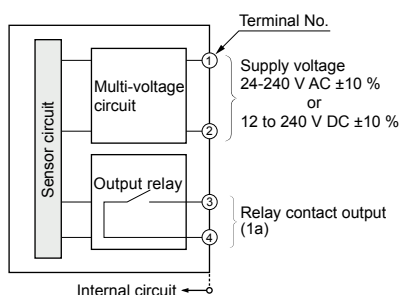 Terminal No.
1
Supply voltage
24-240 V AC ±10 %
or
12 to 240 V DC ±10 %
Multi-voltage
circuit
2
Sensor circuit
Output relay
3
Relay contact output
(1a)
4
Internal circuit